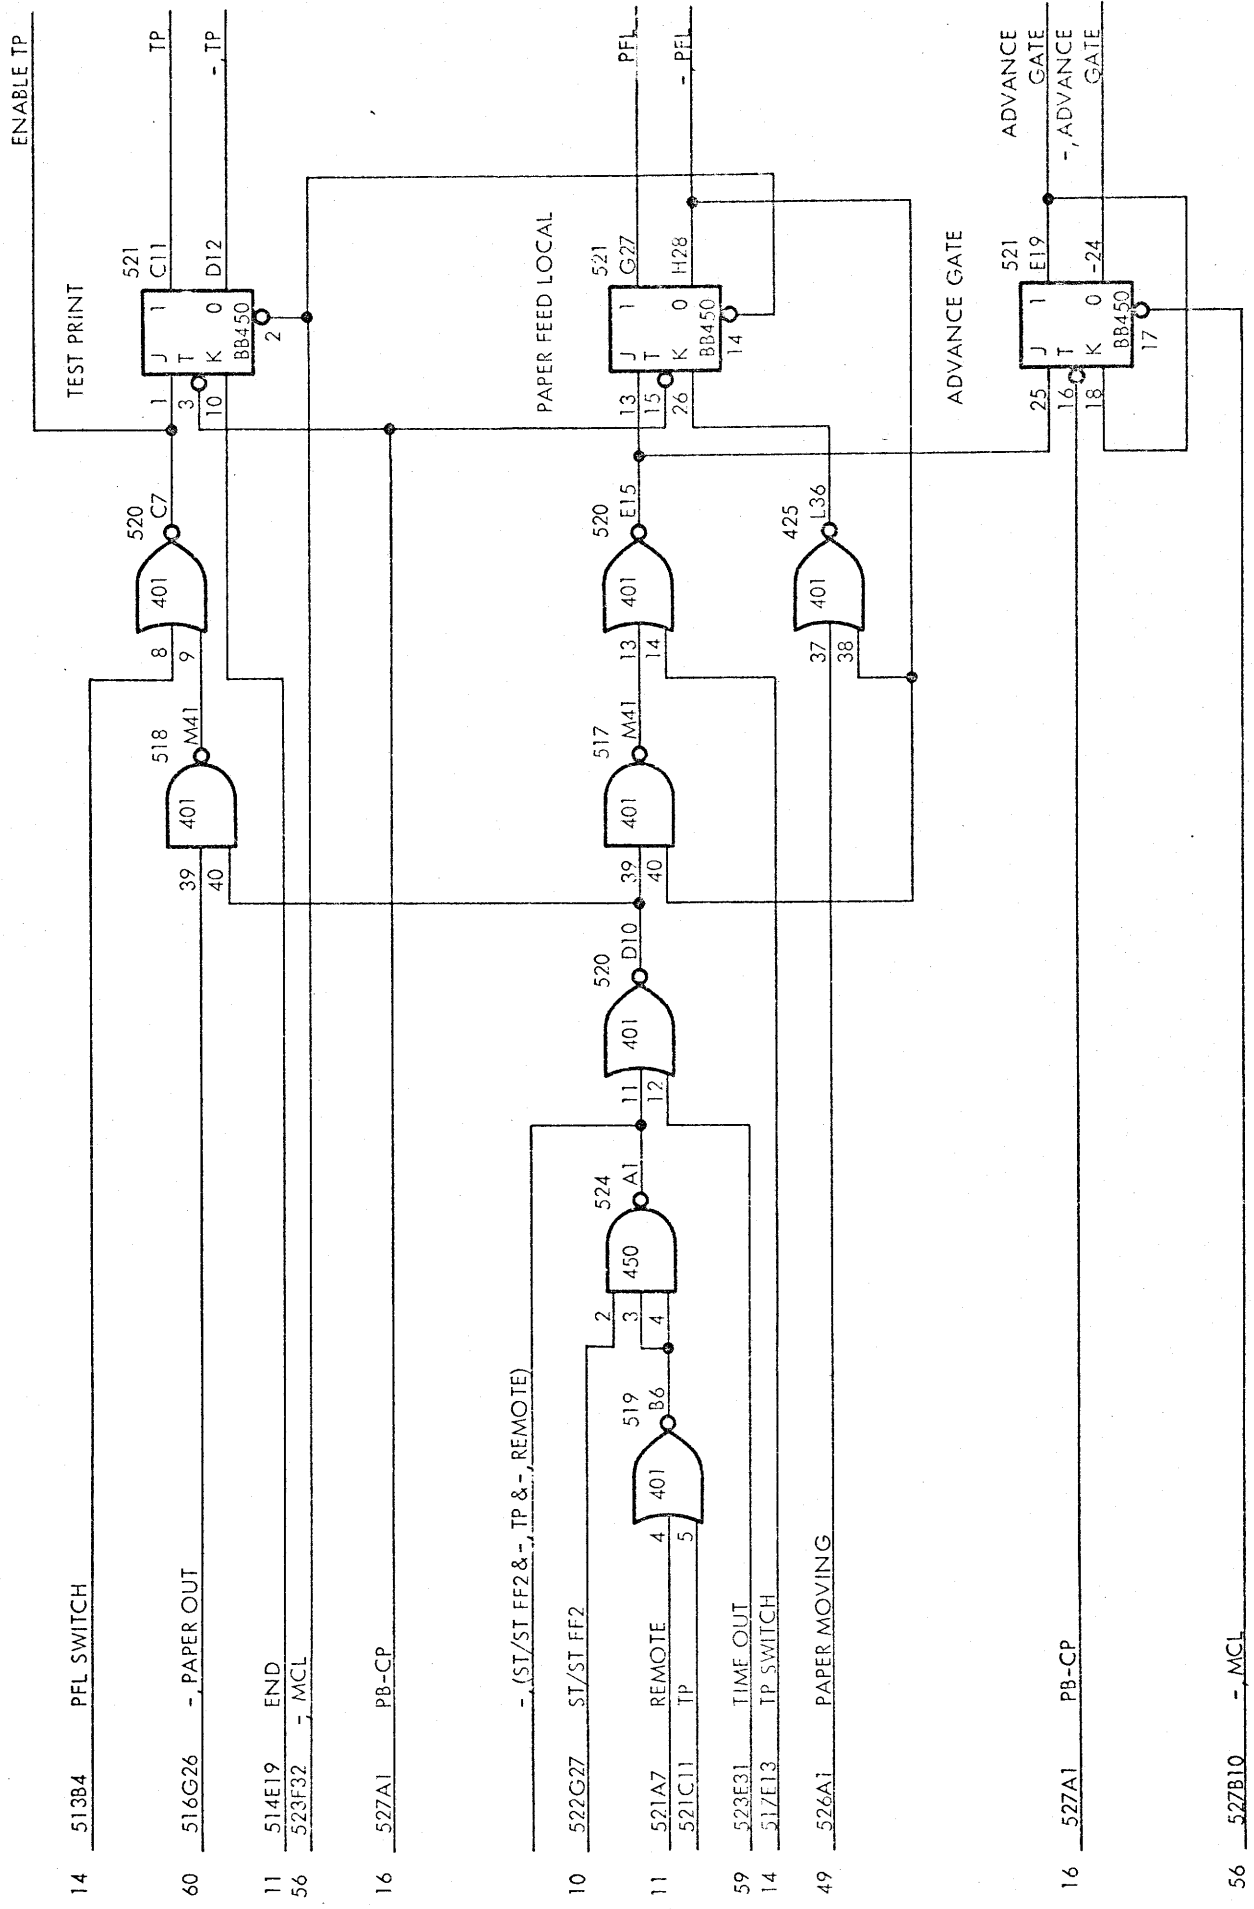 ENABLE TP
TP
-, TP
PFL
-, PFL
ADVANCE
GATE
-, ADVANCE
GATE
TEST PRINT
521
C11
D12
J 1
T
K 0
BB450
1
3
10
2
PAPER FEED LOCAL
521
G27
H28
J 1
T
K 0
BB450
13
15
26
14
ADVANCE GATE
521
E19
-24
J 1
T
K 0
BB450
25
16
18
17
520
C7
401
8
9
520
E15
401
13
14
425
L36
401
37
38
518
M41
401
39
40
517
M41
401
39
40
520
D10
401
11
12
524
A1
450
2
3
4
519
B6
401
4
5
14 513B4 PFL SWITCH
60 516G26 -, PAPER OUT
11 514E19 END
56 523F32 -, MCL
16 527A1 PB-CP
-, (ST/ST FF2 & -, TP & -, REMOTE)
10 522G27 ST/ST FF2
11 521A7 REMOTE
521C11 TP
59 523E31 TIME OUT
14 517E13 TP SWITCH
49 526A1 PAPER MOVING
16 527A1 PB-CP
56 527B10 -, MCL